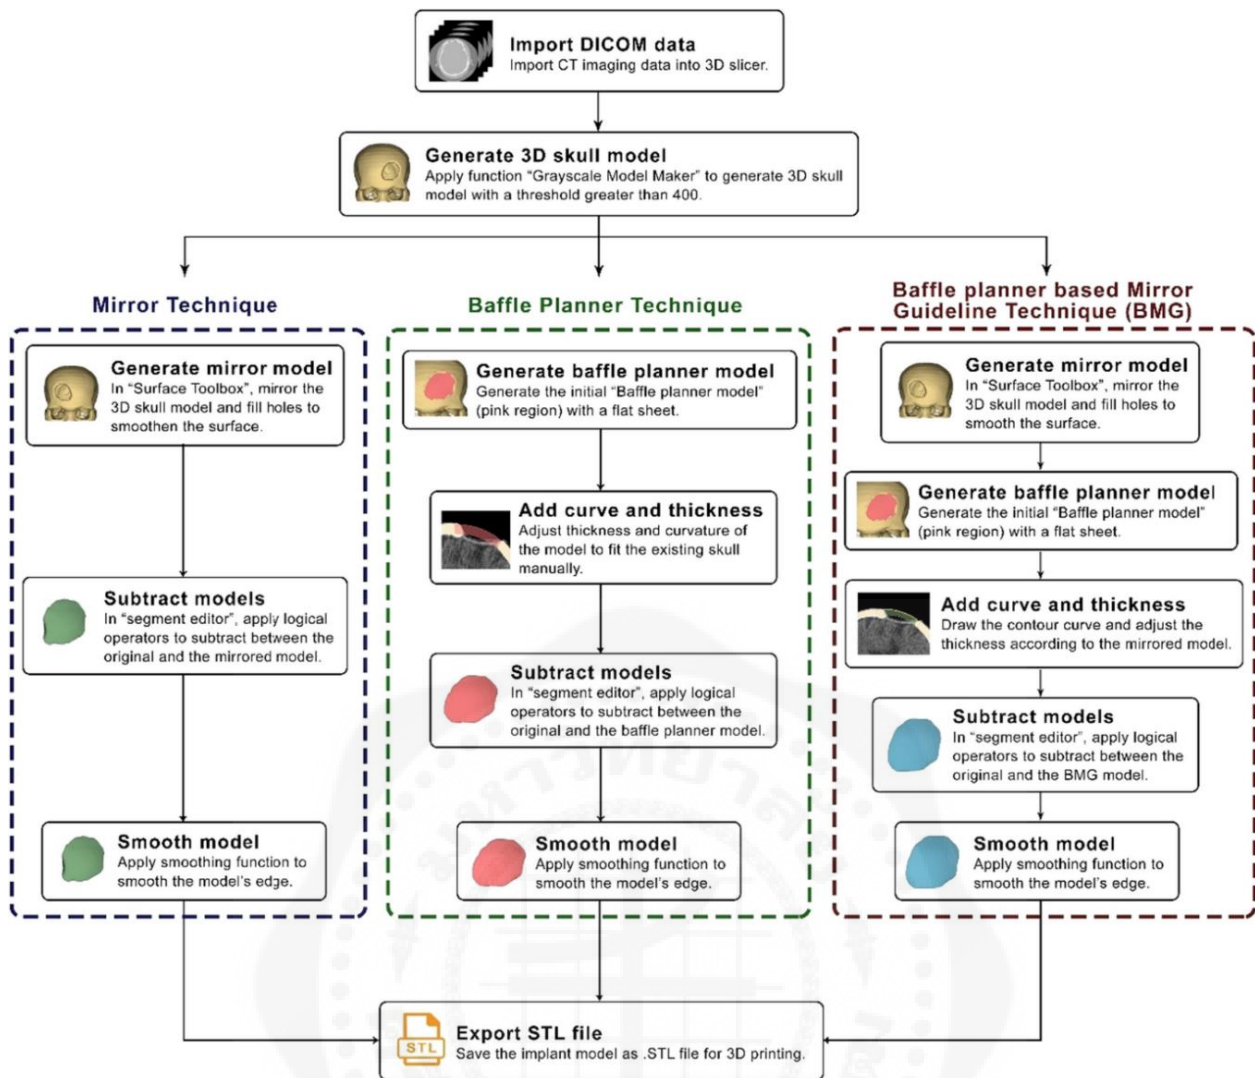 Import DICOM data
Import CT imaging data into 3D slicer.
Generate 3D skull model
Apply function “Grayscale Model Maker” to generate 3D skull
model with a threshold greater than 400.
Mirror Technique
Generate mirror model
In “Surface Toolbox”, mirror the
3D skull model and fill holes to
smoothen the surface.
Subtract models
In “segment editor”, apply logical
operators to subtract between the
original and the mirrored model.
Smooth model
Apply smoothing function to
smooth the model’s edge.
Baffle Planner Technique
Generate baffle planner model
Generate the initial “Baffle planner model”
(pink region) with a flat sheet.
Add curve and thickness
Adjust thickness and curvature of
the model to fit the existing skull
manually.
Subtract models
In “segment editor”, apply logical
operators to subtract between the
original and the baffle planner model.
Smooth model
Apply smoothing function to
smooth the model’s edge.
Baffle planner based Mirror
Guideline Technique (BMG)
Generate mirror model
In “Surface Toolbox”, mirror the
3D skull model and fill holes to
smooth the surface.
Generate baffle planner model
Generate the initial “Baffle planner model”
(pink region) with a flat sheet.
Add curve and thickness
Draw the contour curve and adjust the
thickness according to the mirrored model.
Subtract models
In “segment editor”, apply logical
operators to subtract between the
original and the BMG model.
Smooth model
Apply smoothing function to
smooth the model’s edge.
STL
Export STL file
Save the implant model as .STL file for 3D printing.